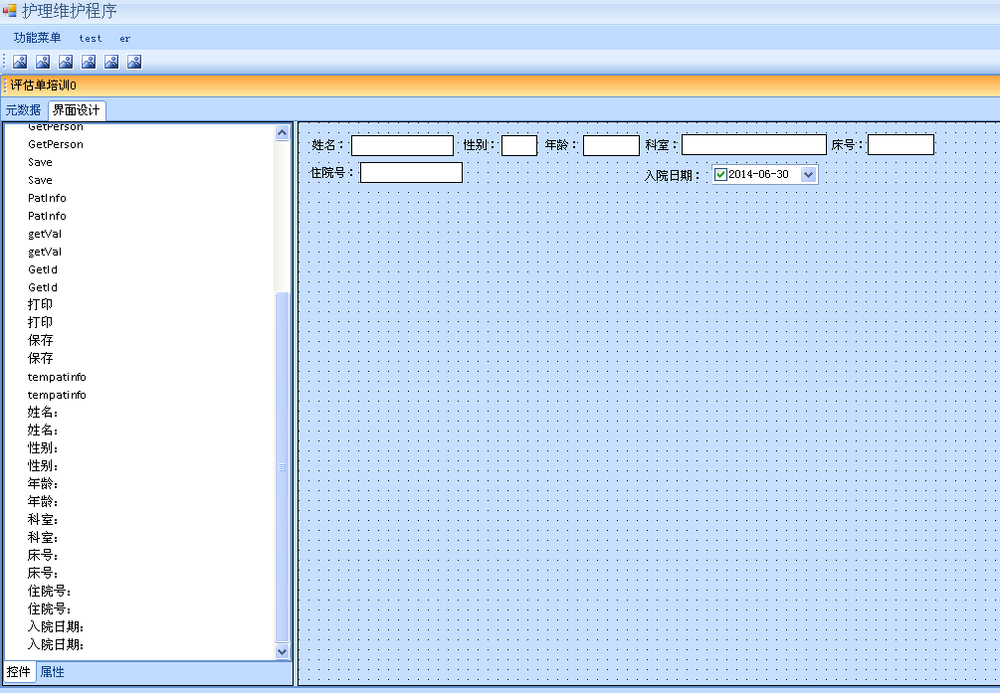 护理维护程序
功能菜单 test er
评估单培训0
元数据 界面设计
GetPerson
GetPerson
Save
Save
PatInfo
PatInfo
getVal
getVal
GetId
GetId
打印
打印
保存
保存
tempatinfo
tempatinfo
姓名:
姓名:
性别:
性别:
年龄:
年龄:
科室:
科室:
床号:
床号:
住院号:
住院号:
入院日期:
入院日期:
控件 属性
姓名： 性别： 年龄： 科室： 床号：
住院号： 入院日期： 2014-06-30